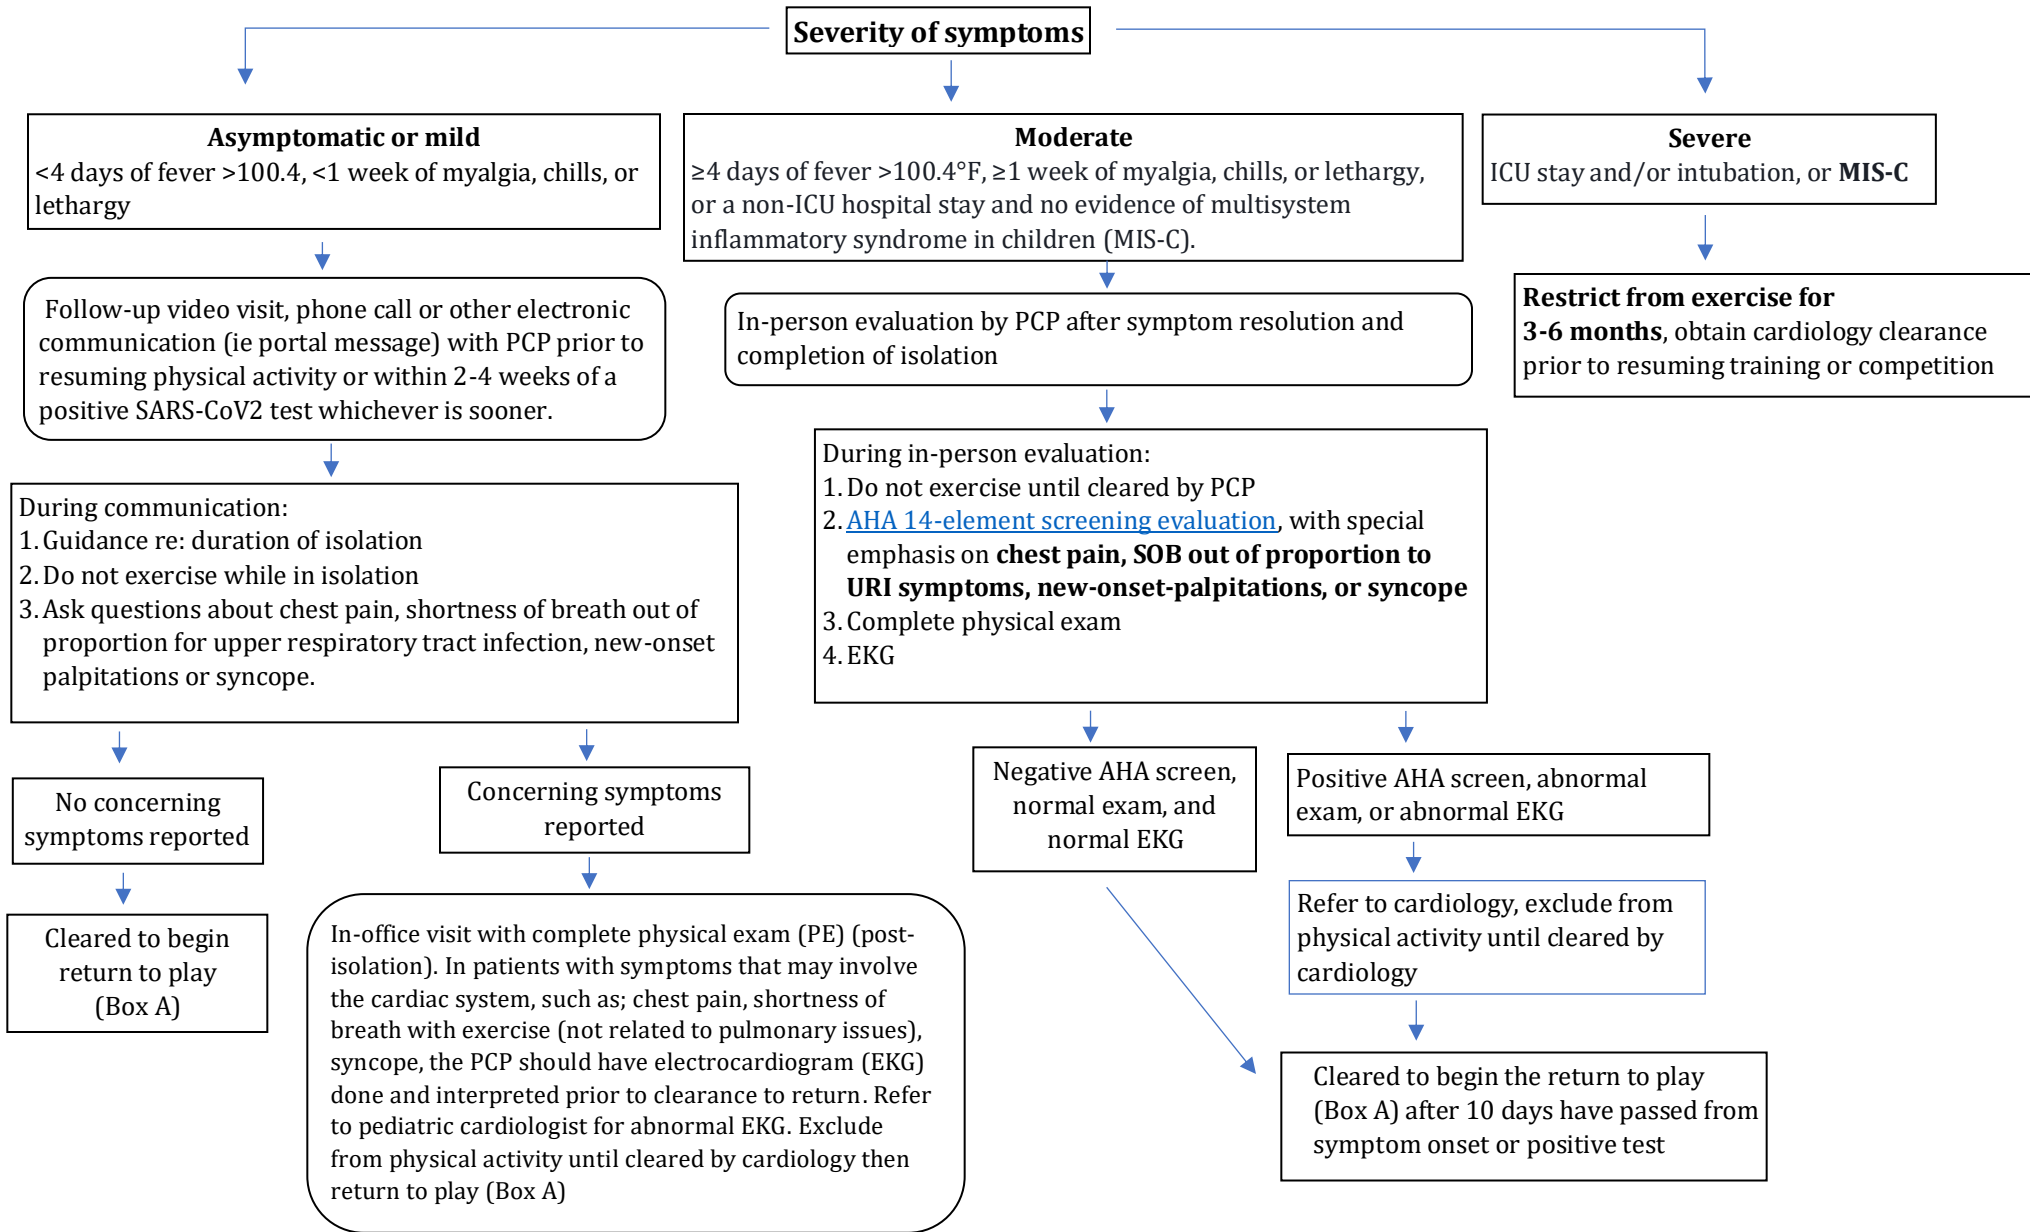 Severity of symptoms
Asymptomatic or mild
<4 days of fever >100.4, <1 week of myalgia, chills, or
lethargy
Follow-up video visit, phone call or other electronic
communication (ie portal message) with PCP prior to
resuming physical activity or within 2-4 weeks of a
positive SARS-CoV2 test whichever is sooner.
During communication:
1. Guidance re: duration of isolation
2. Do not exercise while in isolation
3. Ask questions about chest pain, shortness of breath out of
proportion for upper respiratory tract infection, new-onset
palpitations or syncope.
No concerning
symptoms reported
Cleared to begin
return to play
(Box A)
Concerning symptoms
reported
In-office visit with complete physical exam (PE) (post-
isolation). In patients with symptoms that may involve
the cardiac system, such as; chest pain, shortness of
breath with exercise (not related to pulmonary issues),
syncope, the PCP should have electrocardiogram (EKG)
done and interpreted prior to clearance to return. Refer
to pediatric cardiologist for abnormal EKG. Exclude
from physical activity until cleared by cardiology then
return to play (Box A)
Moderate
≥4 days of fever >100.4°F, ≥1 week of myalgia, chills, or lethargy,
or a non-ICU hospital stay and no evidence of multisystem
inflammatory syndrome in children (MIS-C).
In-person evaluation by PCP after symptom resolution and
completion of isolation
During in-person evaluation:
1. Do not exercise until cleared by PCP
2. AHA 14-element screening evaluation, with special
emphasis on chest pain, SOB out of proportion to
URI symptoms, new-onset-palpitations, or syncope
3. Complete physical exam
4. EKG
Negative AHA screen,
normal exam, and
normal EKG
Positive AHA screen, abnormal
exam, or abnormal EKG
Refer to cardiology, exclude from
physical activity until cleared by
cardiology
Cleared to begin the return to play
(Box A) after 10 days have passed from
symptom onset or positive test
Severe
ICU stay and/or intubation, or MIS-C
Restrict from exercise for
3-6 months, obtain cardiology clearance
prior to resuming training or competition